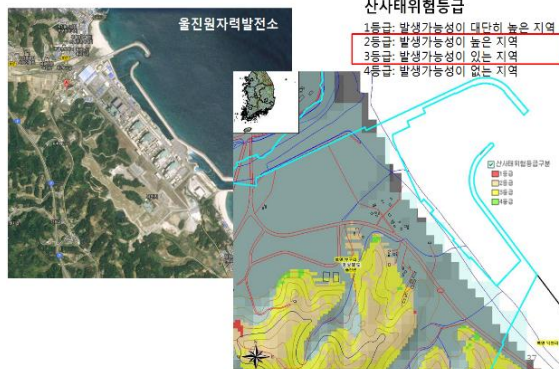 산사태위험등급
울진원자력발전소
1등급: 발생가능성이 대단히 높은 지역
2등급: 발생가능성이 높은 지역
3등급: 발생가능성이 있는 지역
4등급: 발생가능성이 없는 지역
산사태위험등급구분
1등급
2등급
3등급
4등급
37